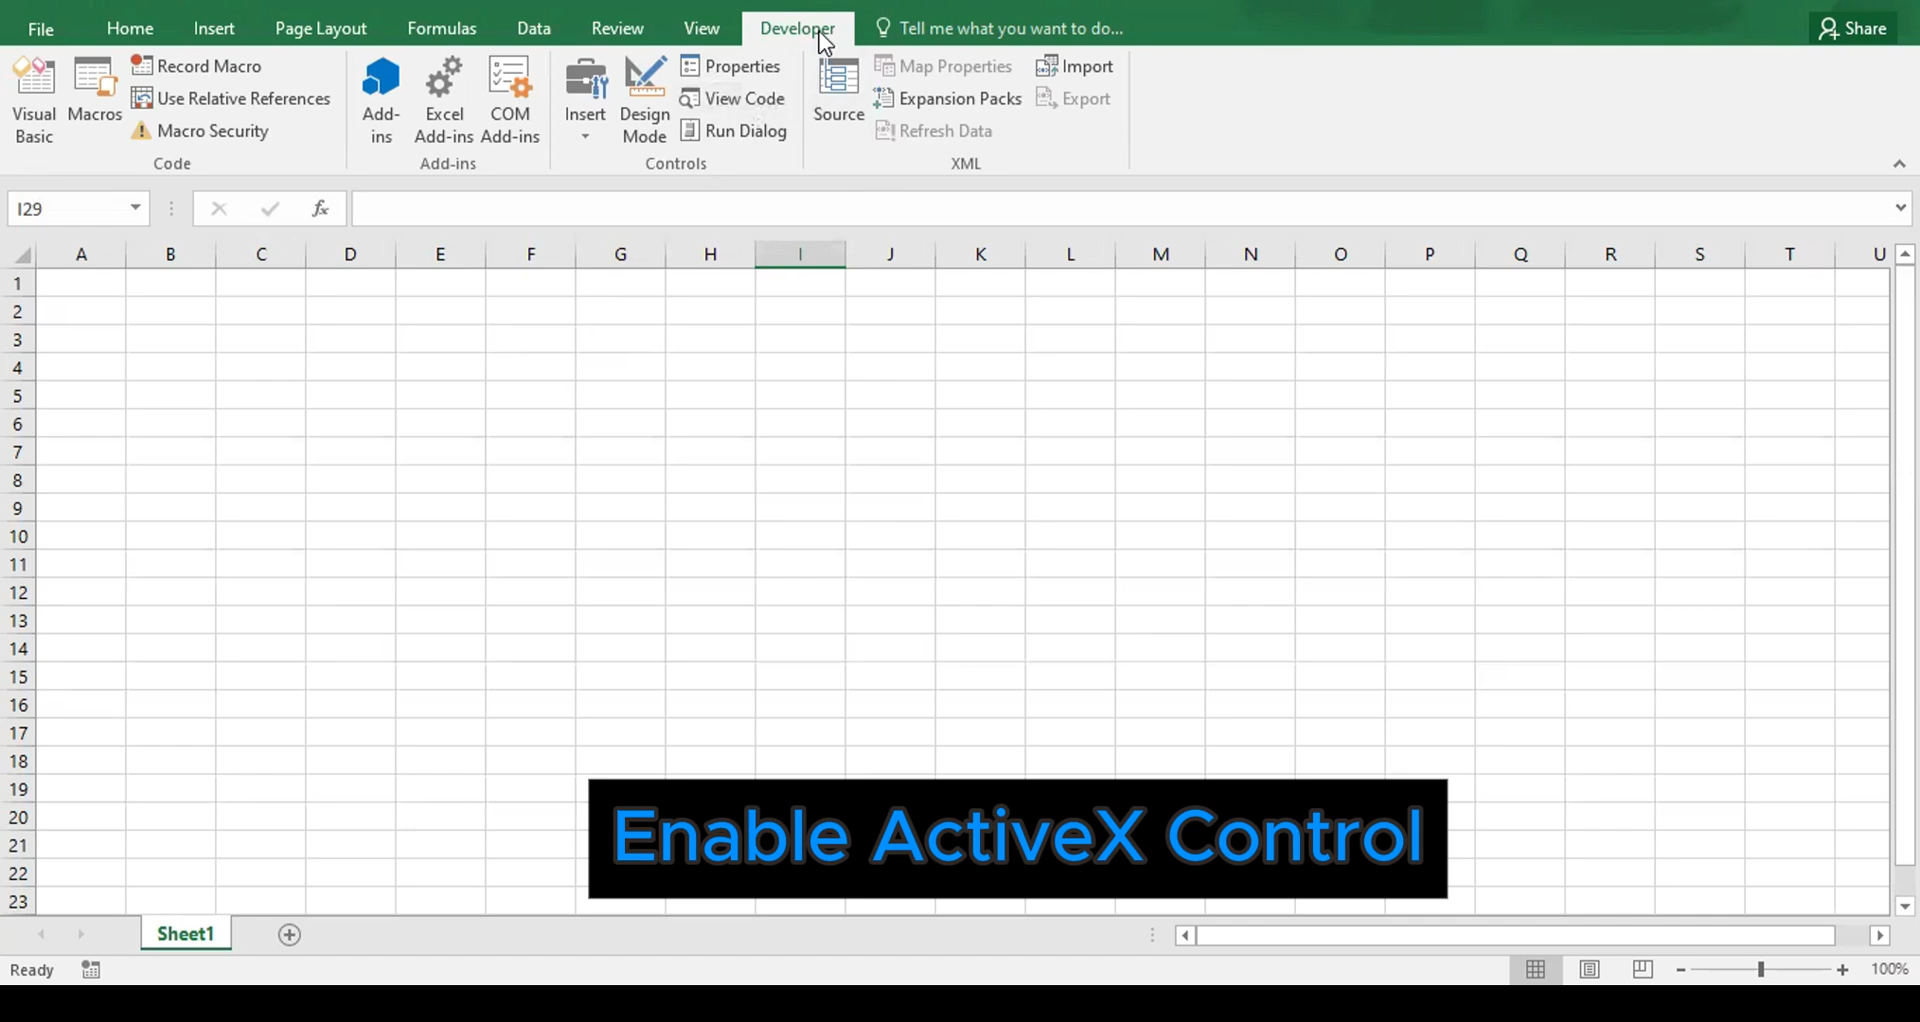 File Home Insert Page Layout Formulas Data Review View Developer Tell me what you want to do... Share
Visual Basic
Macros
Record Macro
Use Relative References
Macro Security
Code
Add-ins
Excel Add-ins
COM Add-ins
Add-ins
Insert
Design Mode
Properties
View Code
Run Dialog
Controls
Source
Map Properties
Expansion Packs
Refresh Data
Import
Export
XML
I29 fx
A B C D E F G H I J K L M N O P Q R S T U
1
2
3
4
5
6
7
8
9
10
11
12
13
14
15
16
17
18
19
20
21
22
23
Enable ActiveX Control
Sheet1
Ready 100%